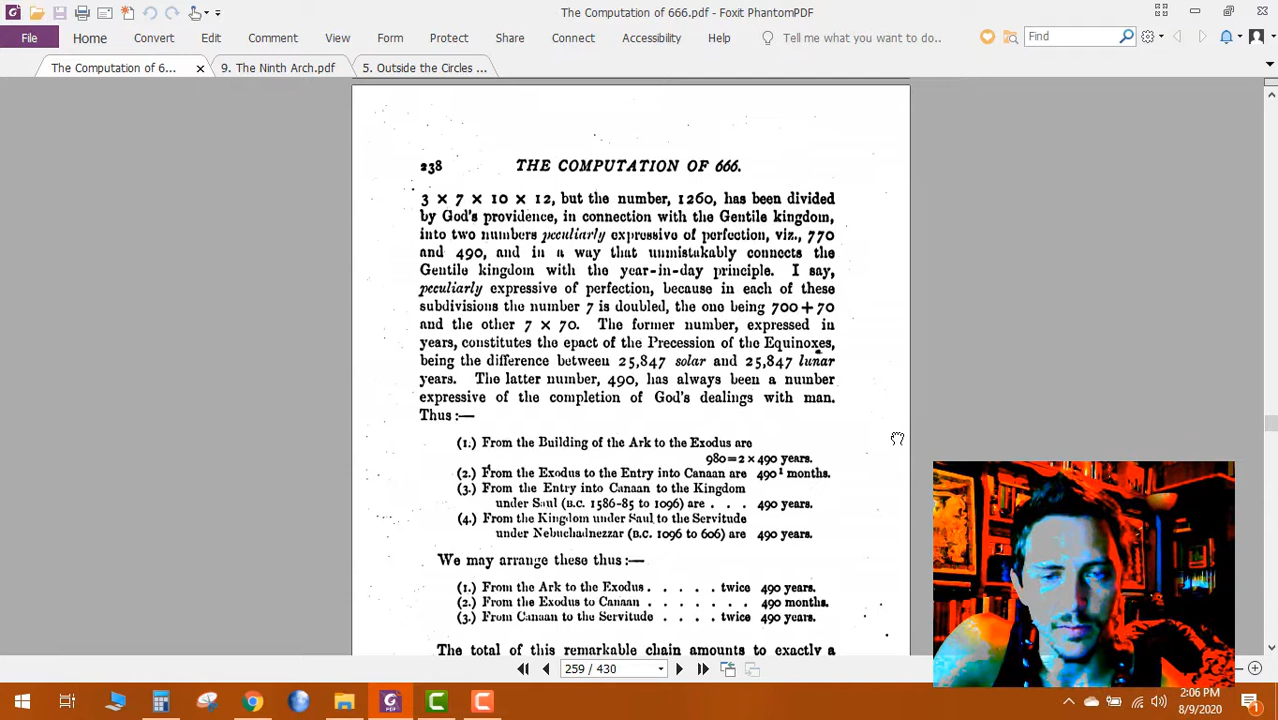 The Computation of 666.pdf - Foxit PhantomPDF
File Home Convert Edit Comment View Form Protect Share Connect Accessibility Help Tell me what you want to do.. Find
The Computation of 6... 9. The Ninth Arch.pdf 5. Outside the Circles ...
238 THE COMPUTATION OF 666.
3 × 7 × 10 × 12, but the number, 1260, has been divided
by God's providence, in connection with the Gentile kingdom,
into two numbers peculiarly expressive of perfection, viz., 770
and 490, and in a way that unmistakably connects the
Gentile kingdom with the year-in-day principle. I say,
peculiarly expressive of perfection, because in each of these
subdivisions the number 7 is doubled, the one being 700 + 70
and the other 7 × 70. The former number, expressed in
years, constitutes the epact of the Precession of the Equinoxes,
being the difference between 25,847 solar and 25,847 lunar
years. The latter number, 490, has always been a number
expressive of the completion of God's dealings with man.
Thus :—
(1.) From the Building of the Ark to the Exodus are
980=2 × 490 years.
(2.) From the Exodus to the Entry into Canaan are 490¹ months.
(3.) From the Entry into Canaan to the Kingdom
under Saul (B.C. 1586-85 to 1096) are . . . 490 years.
(4.) From the Kingdom under Saul to the Servitude
under Nebuchadnezzar (B.C. 1096 to 606) are 490 years.
We may arrange these thus :—
(1.) From the Ark to the Exodus . . . . . twice 490 years.
(2.) From the Exodus to Canaan . . . . . . . 490 months.
(3.) From Canaan to the Servitude . . . . twice 490 years.
The total of this remarkable chain amounts to exactly a
259 / 430
2:06 PM
8/9/2020